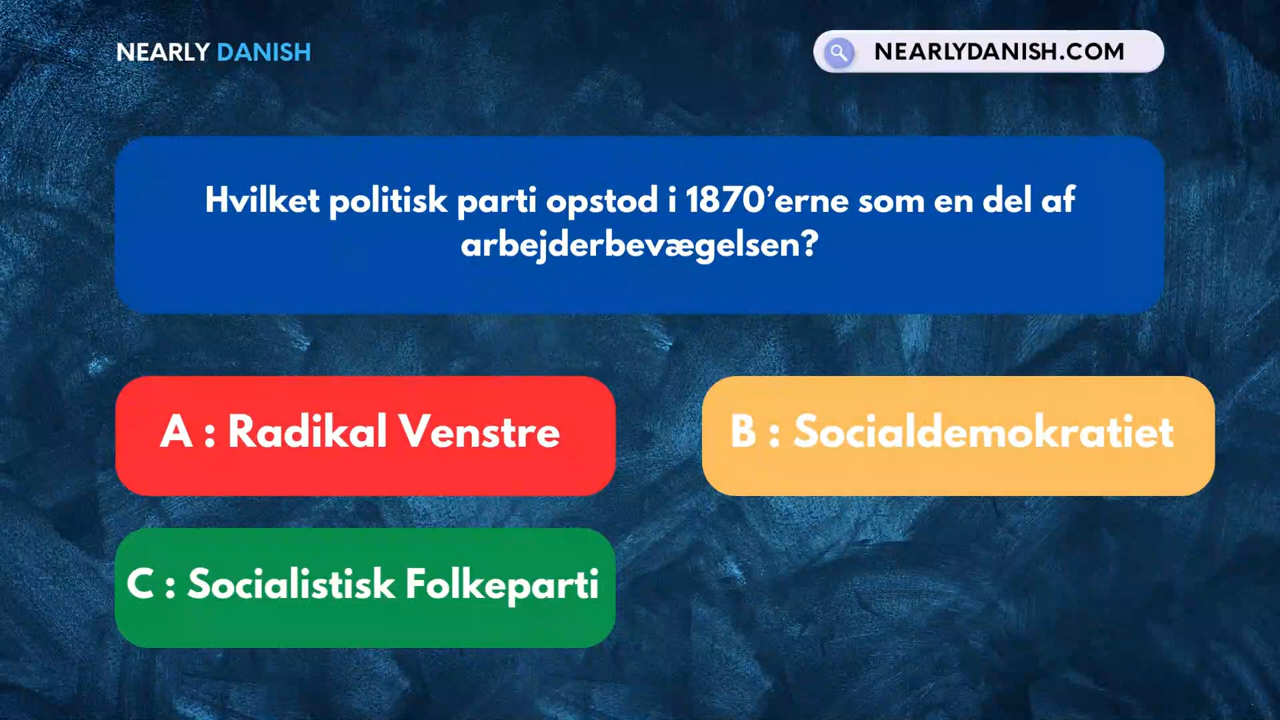 NEARLY DANISH
NEARLYDANISH.COM
Hvilket politisk parti opstod i 1870’erne som en del af
arbejderbevægelsen?
A : Radikal Venstre
B : Socialdemokratiet
C : Socialistisk Folkeparti